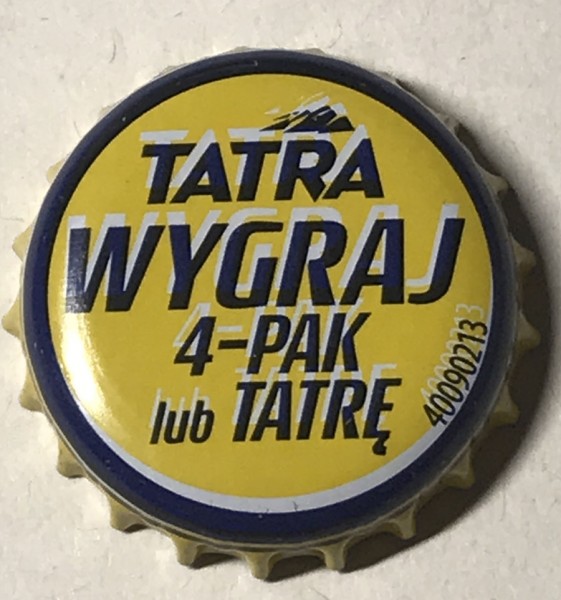 TATRA
WYGRAJ
4-PAK
lub TATRĘ
40090213